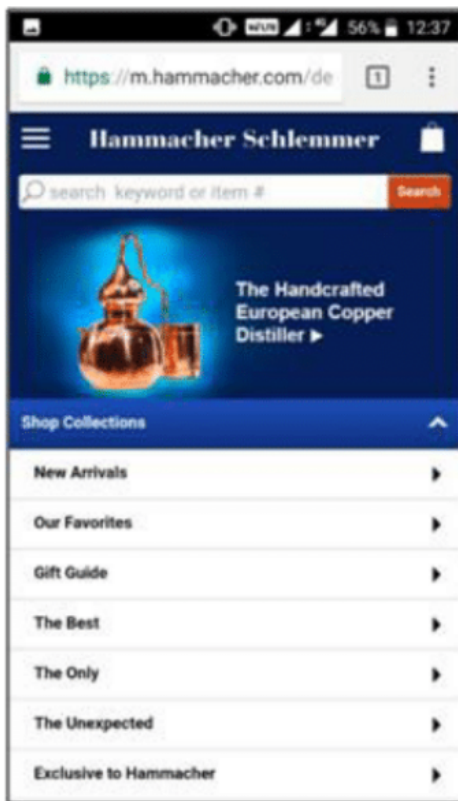 56% 12:37
https://m.hammacher.com/de 1
Hammacher Schlemmer
search keyword or item # Search
The Handcrafted
European Copper
Distiller ▶
Shop Collections
New Arrivals
Our Favorites
Gift Guide
The Best
The Only
The Unexpected
Exclusive to Hammacher